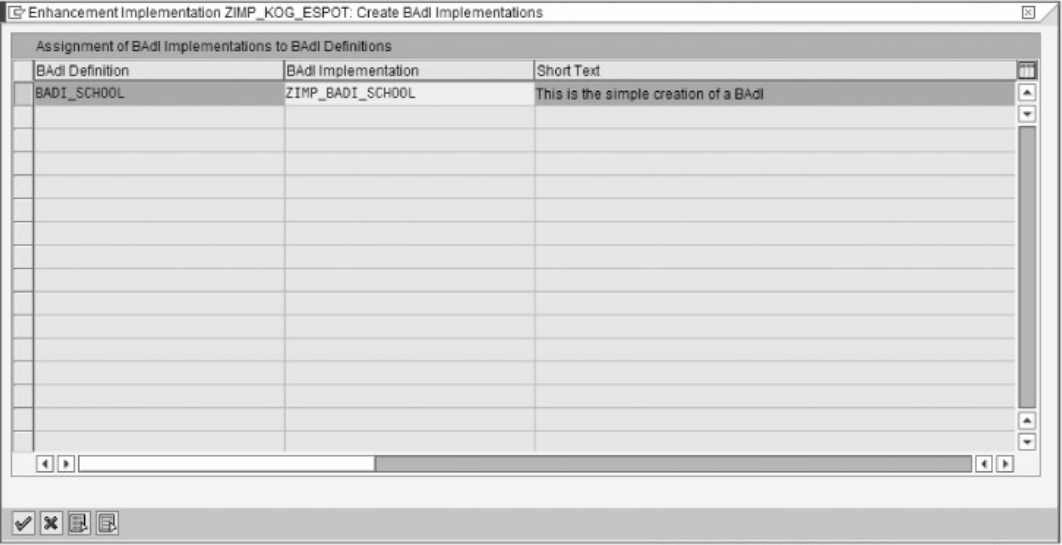 Enhancement Implementation ZIMP_KOG_ESPOT: Create BAdI Implementations
Assignment of BAdI Implementations to BAdI Definitions
BAdI Definition BAdI Implementation Short Text
BADI_SCHOOL ZIMP_BADI_SCHOOL This is the simple creation of a BAdI